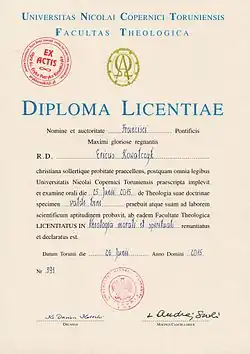 UNIVERSITAS NICOLAI COPERNICI TORUNIENSIS
FACULTAS THEOLOGICA
EX
ACTIS
DIPLOMA LICENTIAE
Nomine et auctoritate Francisci Pontificis
Maximi gloriose regnantis
R. D. Ericus Kowalczyk
christiana sollertique probitate praecellens, postquam omnia legibus
Universitatis Nicolai Copernici Toruniensis praescripta implevit
et examine orali die 25 Junii 2015 de Theologia suae doctrinae
specimen valde bene praebuit atque suam ad laborem
scientificum aptitudinem probavit, ab eadem Facultate Theologica
LICENTIATUS IN theologia morali et spirituali renuntiatus
et declaratus est.
Datum Torunii die 26 Junii Anno Domini 2015
Nr 391
DECANUS
MAGNUS CANCELLARIUS